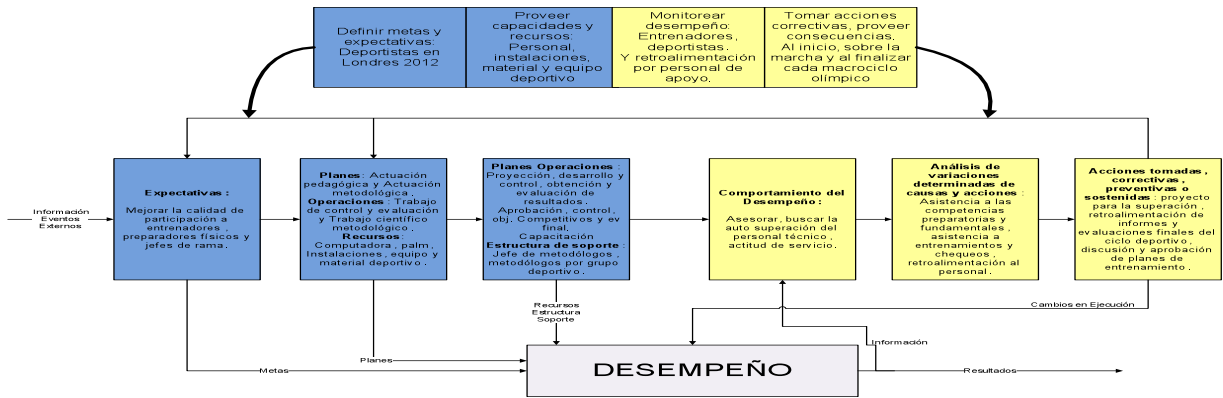 Definir metas y
expectativas:
Deportistas en
Londres 2012
Proveer
capacidades y
recursos:
Personal,
instalaciones,
material y equipo
deportivo
Monitorear
desempeño:
Entrenadores,
deportistas.
Y retroalimentación
por personal de
apoyo.
Tomar acciones
correctivas, proveer
consecuencias.
Al inicio, sobre la
marcha y al finalizar
cada macrociclo
olímpico
Información
Eventos
Externos
Expectativas :
Mejorar la calidad de
participación a
entrenadores ,
preparadores físicos y
jefes de rama.
Planes: Actuación
pedagógica y Actuación
metodológica .
Operaciones : Trabajo
de control y evaluación
y Trabajo científico
metodológico .
Recursos:
Computadora , palm,
Instalaciones, equipo y
material deportivo .
Planes Operaciones :
Proyección, desarrollo y
control, obtención y
evaluación de
resultados.
Aprobación, control,
obj. Competitivos y ev
final.
Capacitación
Estructura de soporte :
Jefe de metodólogos ,
metodólogos por grupo
deportivo .
Comportamiento del
Desempeño :
Asesorar, buscar la
auto superación del
personal técnico ,
actitud de servicio.
Análisis de
variaciones
determinadas de
causas y acciones :
Asistencia a las
competencias
preparatorias y
fundamentales ,
asistencia a
entrenamientos y
chequeos ,
retroalimentación al
personal.
Acciones tomadas ,
correctivas ,
preventivas o
sostenidas : proyecto
para la superación ,
retroalimentación de
informes y
evaluaciones finales del
ciclo deportivo ,
discusión y aprobación
de planes de
entrenamiento .
Recursos
Estructura
Soporte
Cambios en Ejecución
Información
Planes
DESEMPEÑO
Metas
Resultados